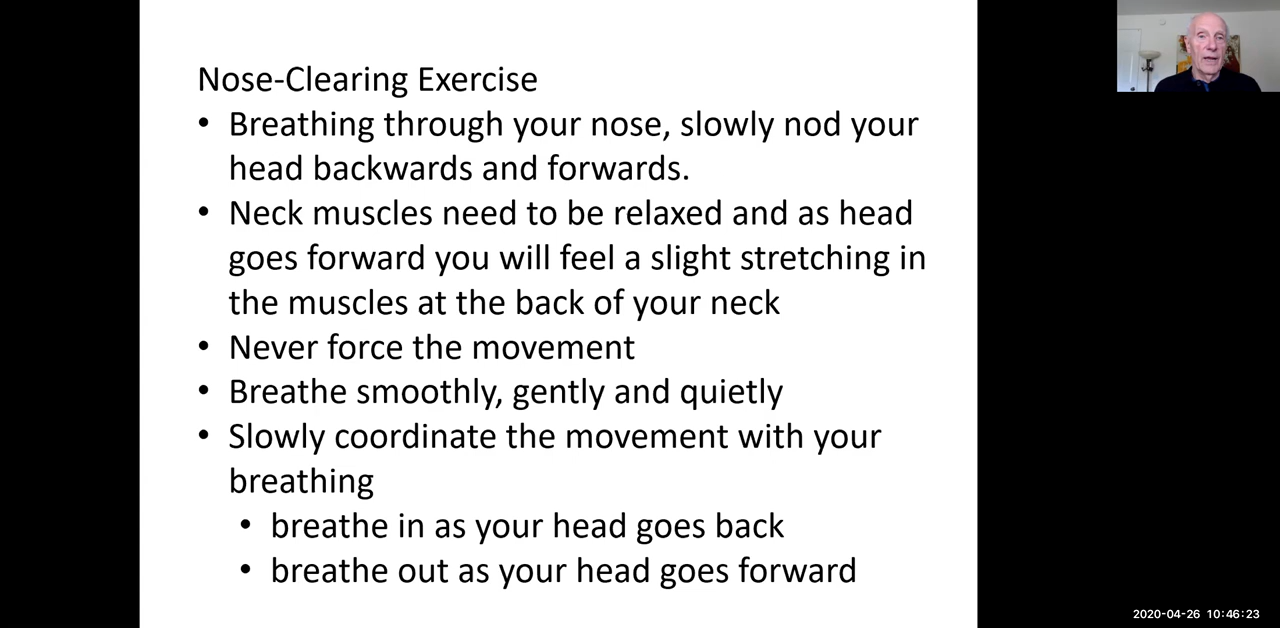 Nose-Clearing Exercise
• Breathing through your nose, slowly nod your
head backwards and forwards.
• Neck muscles need to be relaxed and as head
goes forward you will feel a slight stretching in
the muscles at the back of your neck
• Never force the movement
• Breathe smoothly, gently and quietly
• Slowly coordinate the movement with your
breathing
• breathe in as your head goes back
• breathe out as your head goes forward
2020-04-26 10:46:23